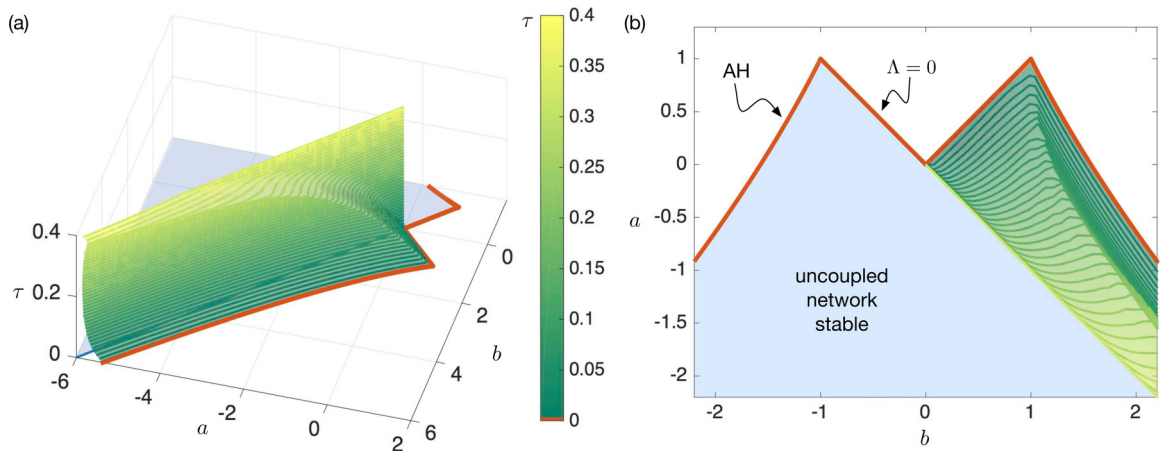 (a)
τ
0.4
0.35
0.3
0.25
0.2
0.15
0.1
0.05
0
0.4
τ 0.2
0
-6
-4
-2
0
2
a
0
2
4
6
b
(b)
1
0.5
0
a -0.5
-1
-1.5
-2
AH
Λ = 0
uncoupled
network
stable
-2 -1 0 1 2
b